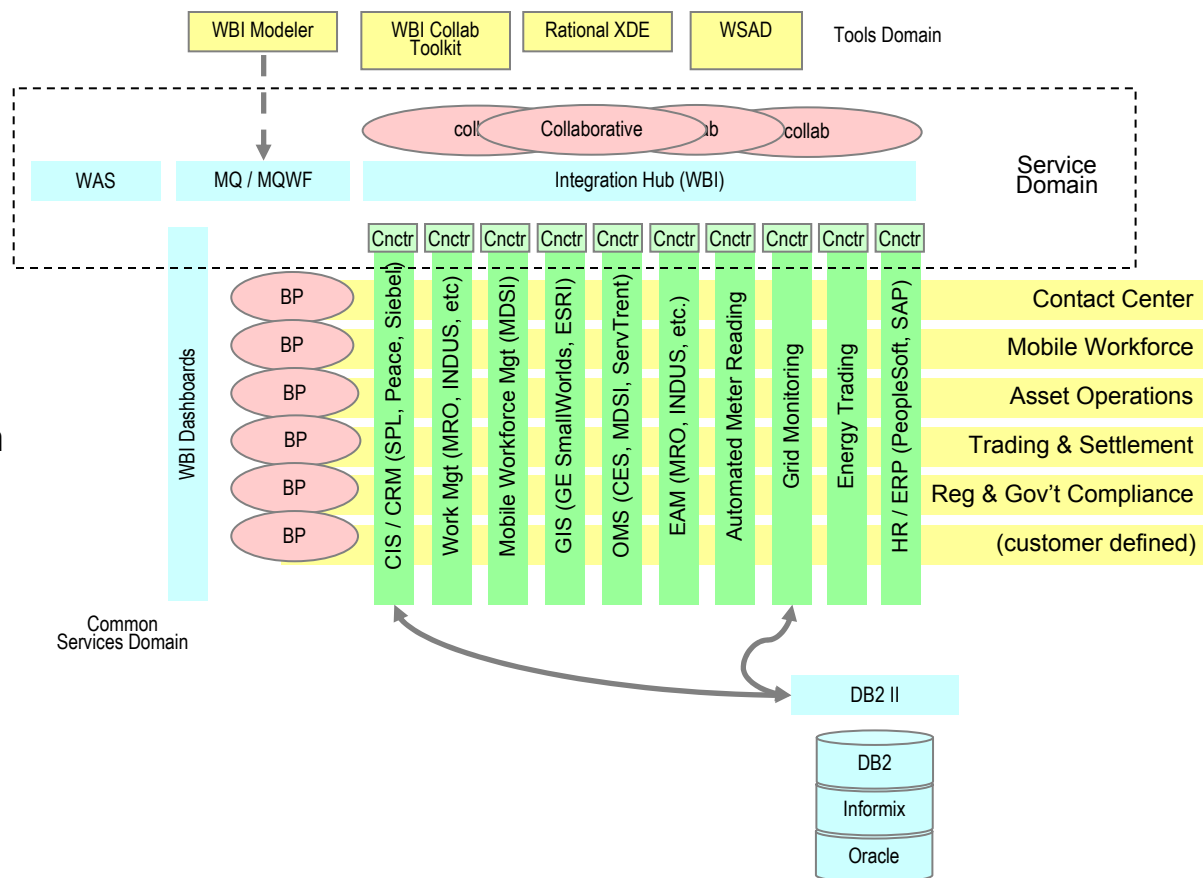 WBI Modeler
WBI Collab
Toolkit
Rational XDE
WSAD
Tools Domain
coll
Collaborative
ab
collab
WAS
MQ / MQWF
Integration Hub (WBI)
Service
Domain
Cnctr
Cnctr
Cnctr
Cnctr
Cnctr
Cnctr
Cnctr
Cnctr
Cnctr
Cnctr
WBI Dashboards
BP
BP
BP
BP
BP
BP
CIS / CRM (SPL, Peace, Siebel)
Work Mgt (MRO, INDUS, etc)
Mobile Workforce Mgt (MDSI)
GIS (GE SmallWorlds, ESRI)
OMS (CES, MDSI, ServTrent)
EAM (MRO, INDUS, etc.)
Automated Meter Reading
Grid Monitoring
Energy Trading
HR / ERP (PeopleSoft, SAP)
Contact Center
Mobile Workforce
Asset Operations
Trading & Settlement
Reg & Gov't Compliance
(customer defined)
Common
Services Domain
DB2 II
DB2
Informix
Oracle